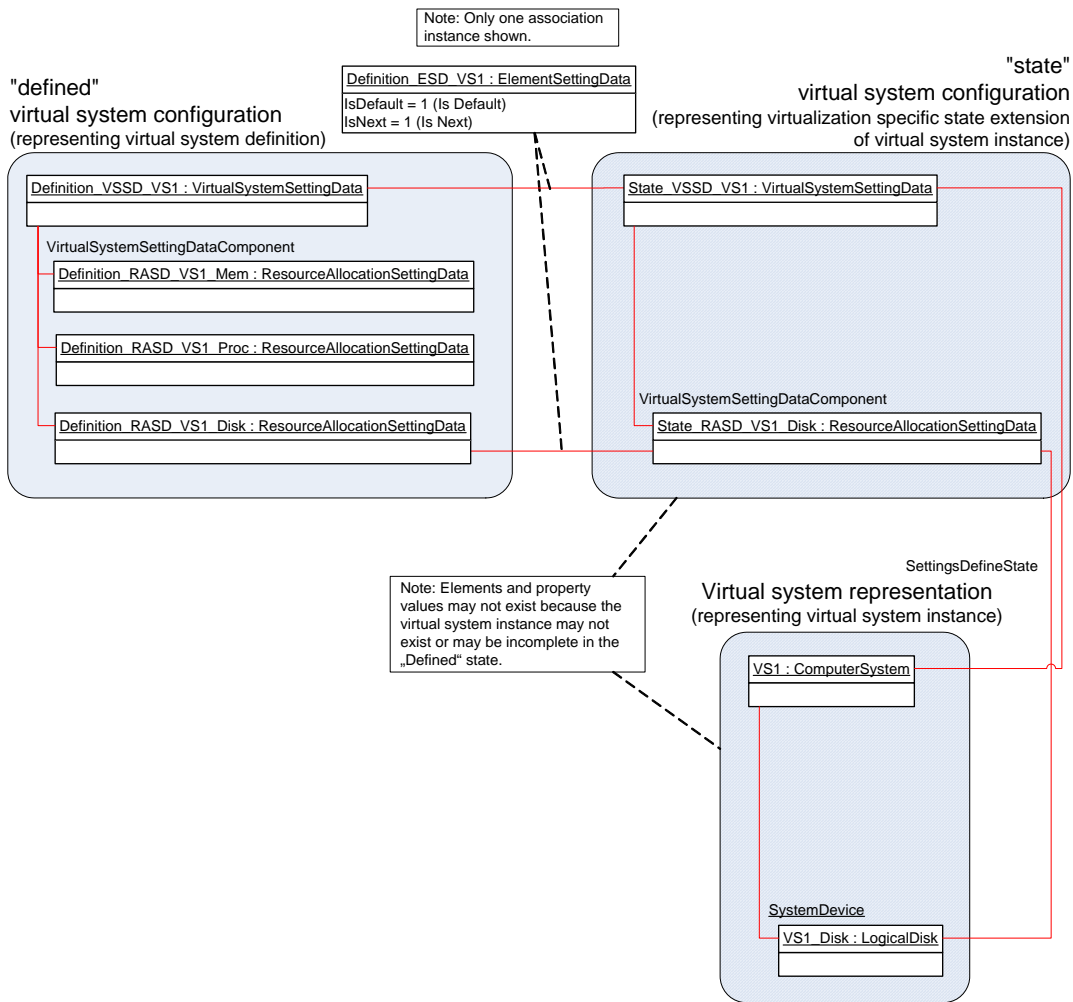 Note: Only one association
instance shown.
"defined"
virtual system configuration
(representing virtual system definition)
Definition_ESD_VS1 : ElementSettingData
IsDefault = 1 (Is Default)
IsNext = 1 (Is Next)
"state"
virtual system configuration
(representing virtualization specific state extension
of virtual system instance)
Definition_VSSD_VS1 : VirtualSystemSettingData
VirtualSystemSettingDataComponent
Definition_RASD_VS1_Mem : ResourceAllocationSettingData
Definition_RASD_VS1_Proc : ResourceAllocationSettingData
Definition_RASD_VS1_Disk : ResourceAllocationSettingData
State_VSSD_VS1 : VirtualSystemSettingData
VirtualSystemSettingDataComponent
State_RASD_VS1_Disk : ResourceAllocationSettingData
Note: Elements and property
values may not exist because the
virtual system instance may not
exist or may be incomplete in the
„Defined“ state.
SettingsDefineState
Virtual system representation
(representing virtual system instance)
VS1 : ComputerSystem
SystemDevice
VS1_Disk : LogicalDisk